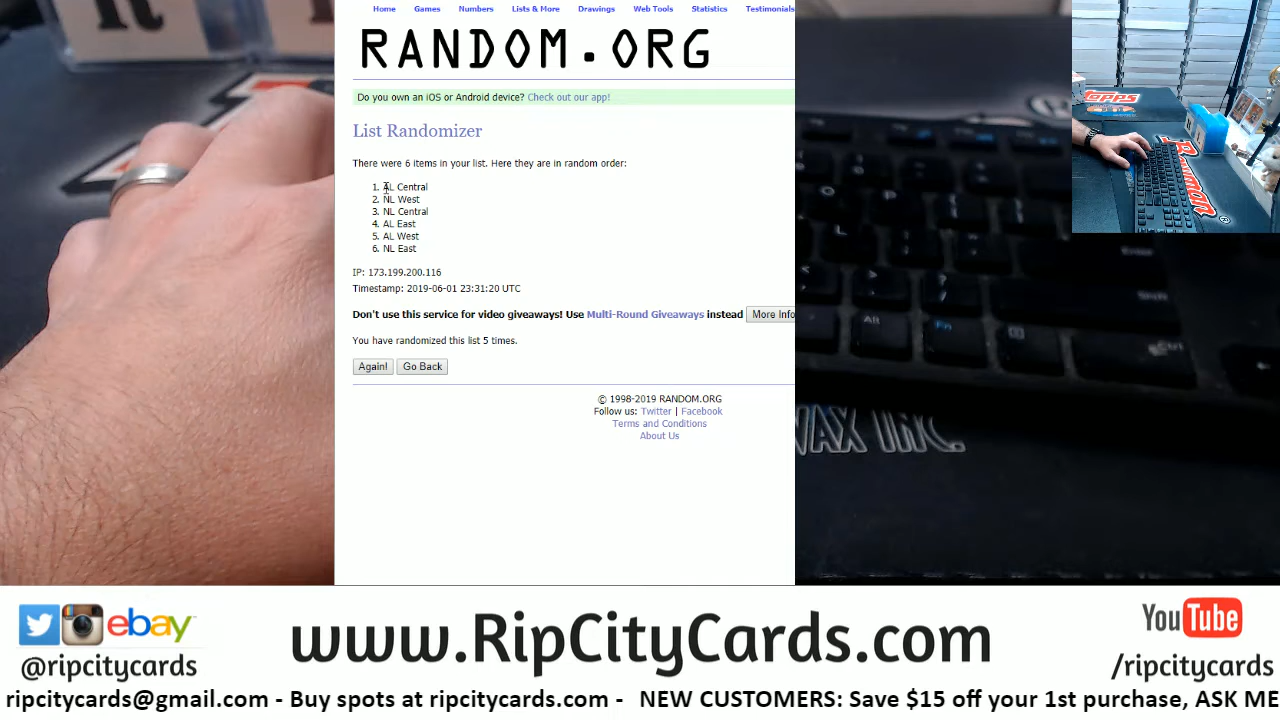 Home Games Numbers Lists & More Drawings Web Tools Statistics Testimonials
RANDOM.ORG
Do you own an iOS or Android device? Check out our app!
List Randomizer
There were 6 items in your list. Here they are in random order:
1. AL Central
2. NL West
3. NL Central
4. AL East
5. AL West
6. NL East
IP: 173.199.200.116
Timestamp: 2019-06-01 23:31:20 UTC
Don't use this service for video giveaways! Use Multi-Round Giveaways instead More Info
You have randomized this list 5 times.
Again! Go Back
© 1998-2019 RANDOM.ORG
Follow us: Twitter | Facebook
Terms and Conditions
About Us
topps
Alt
Fn
Ctrl
Enter
Shift
ebay
@ripcitycards
www.RipCityCards.com
YouTube
/ripcitycards
ripcitycards@gmail.com - Buy spots at ripcitycards.com - NEW CUSTOMERS: Save $15 off your 1st purchase, ASK ME